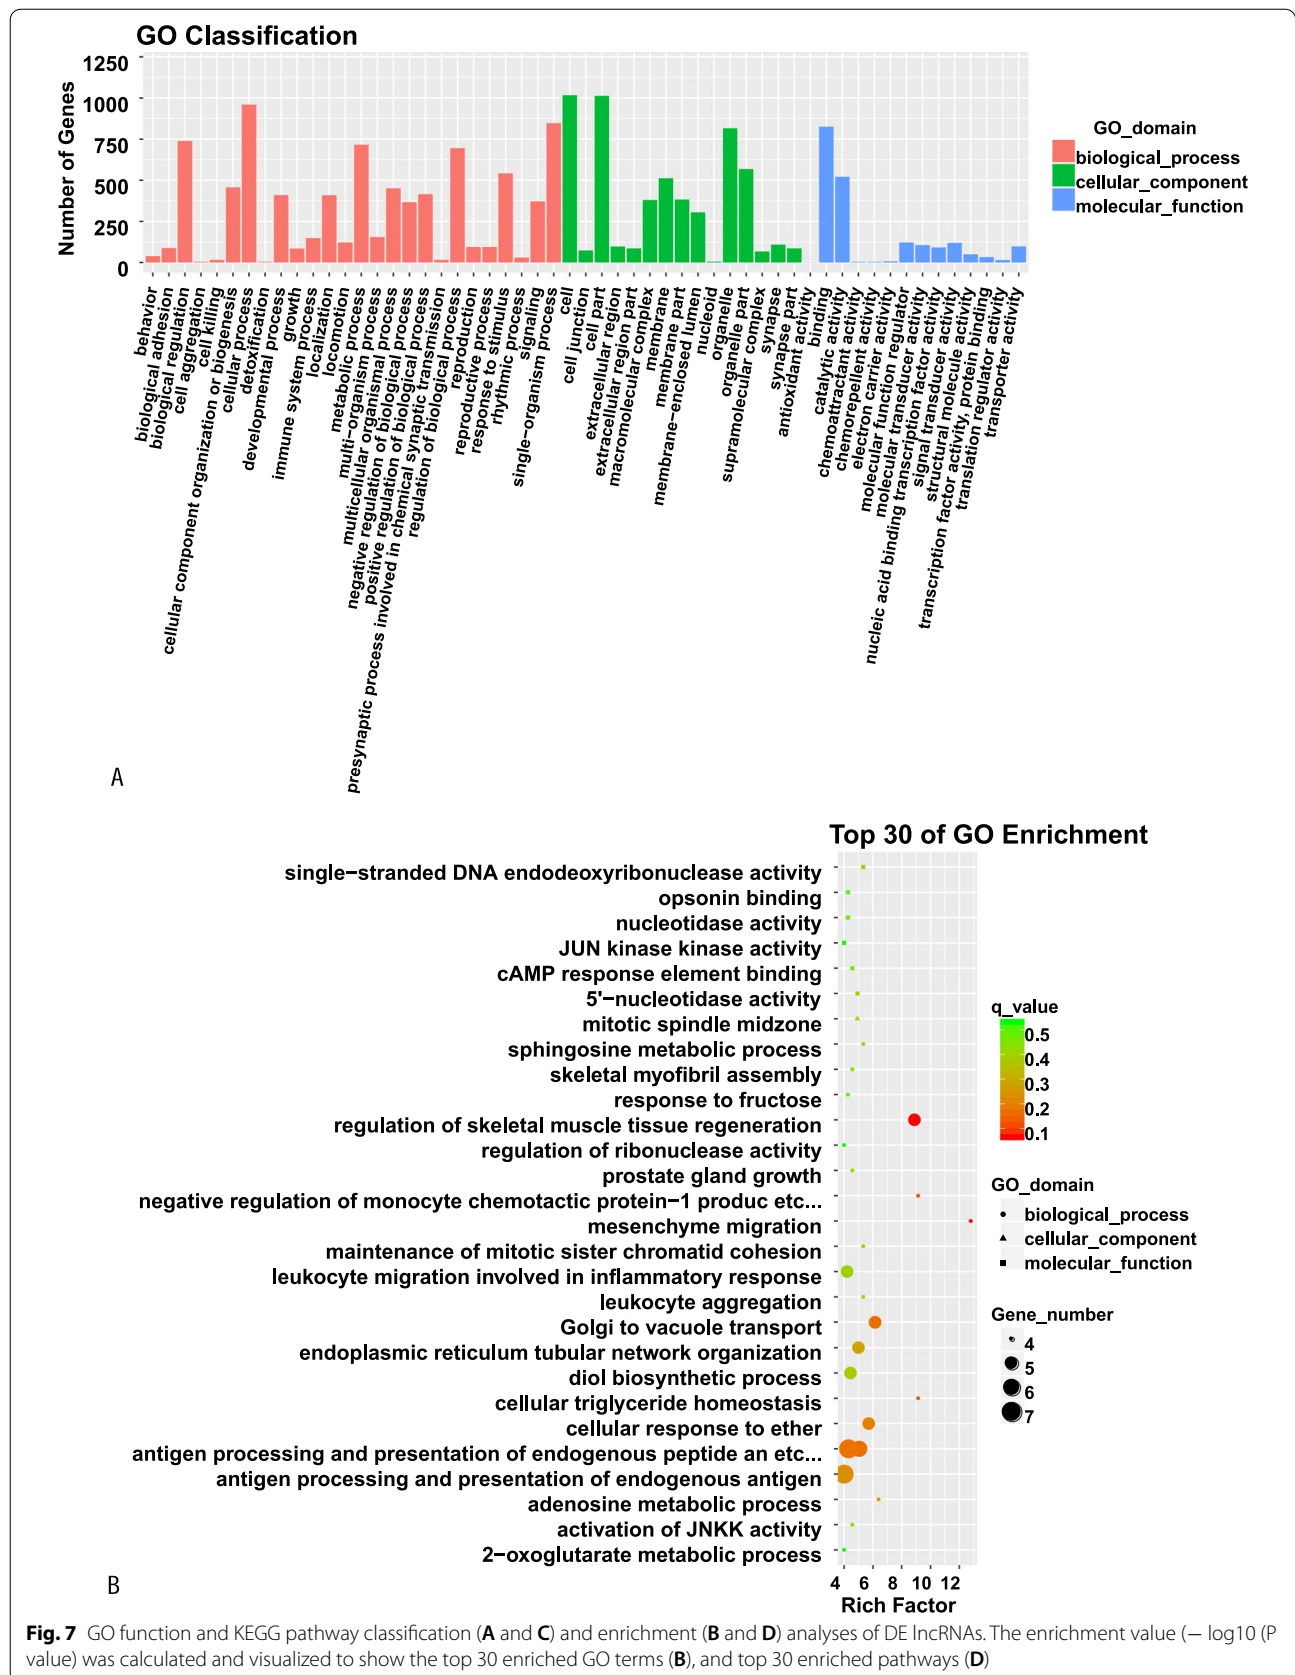 GO Classification
Number of Genes
1250
1000
750
500
250
0
GO_domain
biological_process
cellular_component
molecular_function
behavior
biological adhesion
biological regulation
cell aggregation
cell killing
cellular component organization or biogenesis
cellular process
detoxification
developmental process
growth
immune system process
localization
locomotion
metabolic process
multi−organism process
multicellular organismal process
negative regulation of biological process
positive regulation of biological process
presynaptic process involved in chemical synaptic transmission
regulation of biological process
reproduction
reproductive process
response to stimulus
rhythmic process
signaling
single−organism process
cell
cell junction
cell part
extracellular region
extracellular region part
macromolecular complex
membrane
membrane part
membrane−enclosed lumen
nucleoid
organelle
organelle part
supramolecular complex
synapse
synapse part
antioxidant activity
binding
catalytic activity
chemoattractant activity
chemorepellent activity
electron carrier activity
molecular function regulator
molecular transducer activity
nucleic acid binding transcription factor activity
signal transducer activity
structural molecule activity
transcription factor activity, protein binding
translation regulator activity
transporter activity
A
Top 30 of GO Enrichment
single−stranded DNA endodeoxyribonuclease activity
opsonin binding
nucleotidase activity
JUN kinase kinase activity
cAMP response element binding
5'−nucleotidase activity
mitotic spindle midzone
sphingosine metabolic process
skeletal myofibril assembly
response to fructose
regulation of skeletal muscle tissue regeneration
regulation of ribonuclease activity
prostate gland growth
negative regulation of monocyte chemotactic protein−1 produc etc...
mesenchyme migration
maintenance of mitotic sister chromatid cohesion
leukocyte migration involved in inflammatory response
leukocyte aggregation
Golgi to vacuole transport
endoplasmic reticulum tubular network organization
diol biosynthetic process
cellular triglyceride homeostasis
cellular response to ether
antigen processing and presentation of endogenous peptide an etc...
antigen processing and presentation of endogenous antigen
adenosine metabolic process
activation of JNKK activity
2−oxoglutarate metabolic process
4 6 8 10 12
Rich Factor
q_value
0.5
0.4
0.3
0.2
0.1
GO_domain
biological_process
cellular_component
molecular_function
Gene_number
4
5
6
7
B
Fig. 7 GO function and KEGG pathway classification (A and C) and enrichment (B and D) analyses of DE lncRNAs. The enrichment value (− log10 (P
value) was calculated and visualized to show the top 30 enriched GO terms (B), and top 30 enriched pathways (D)